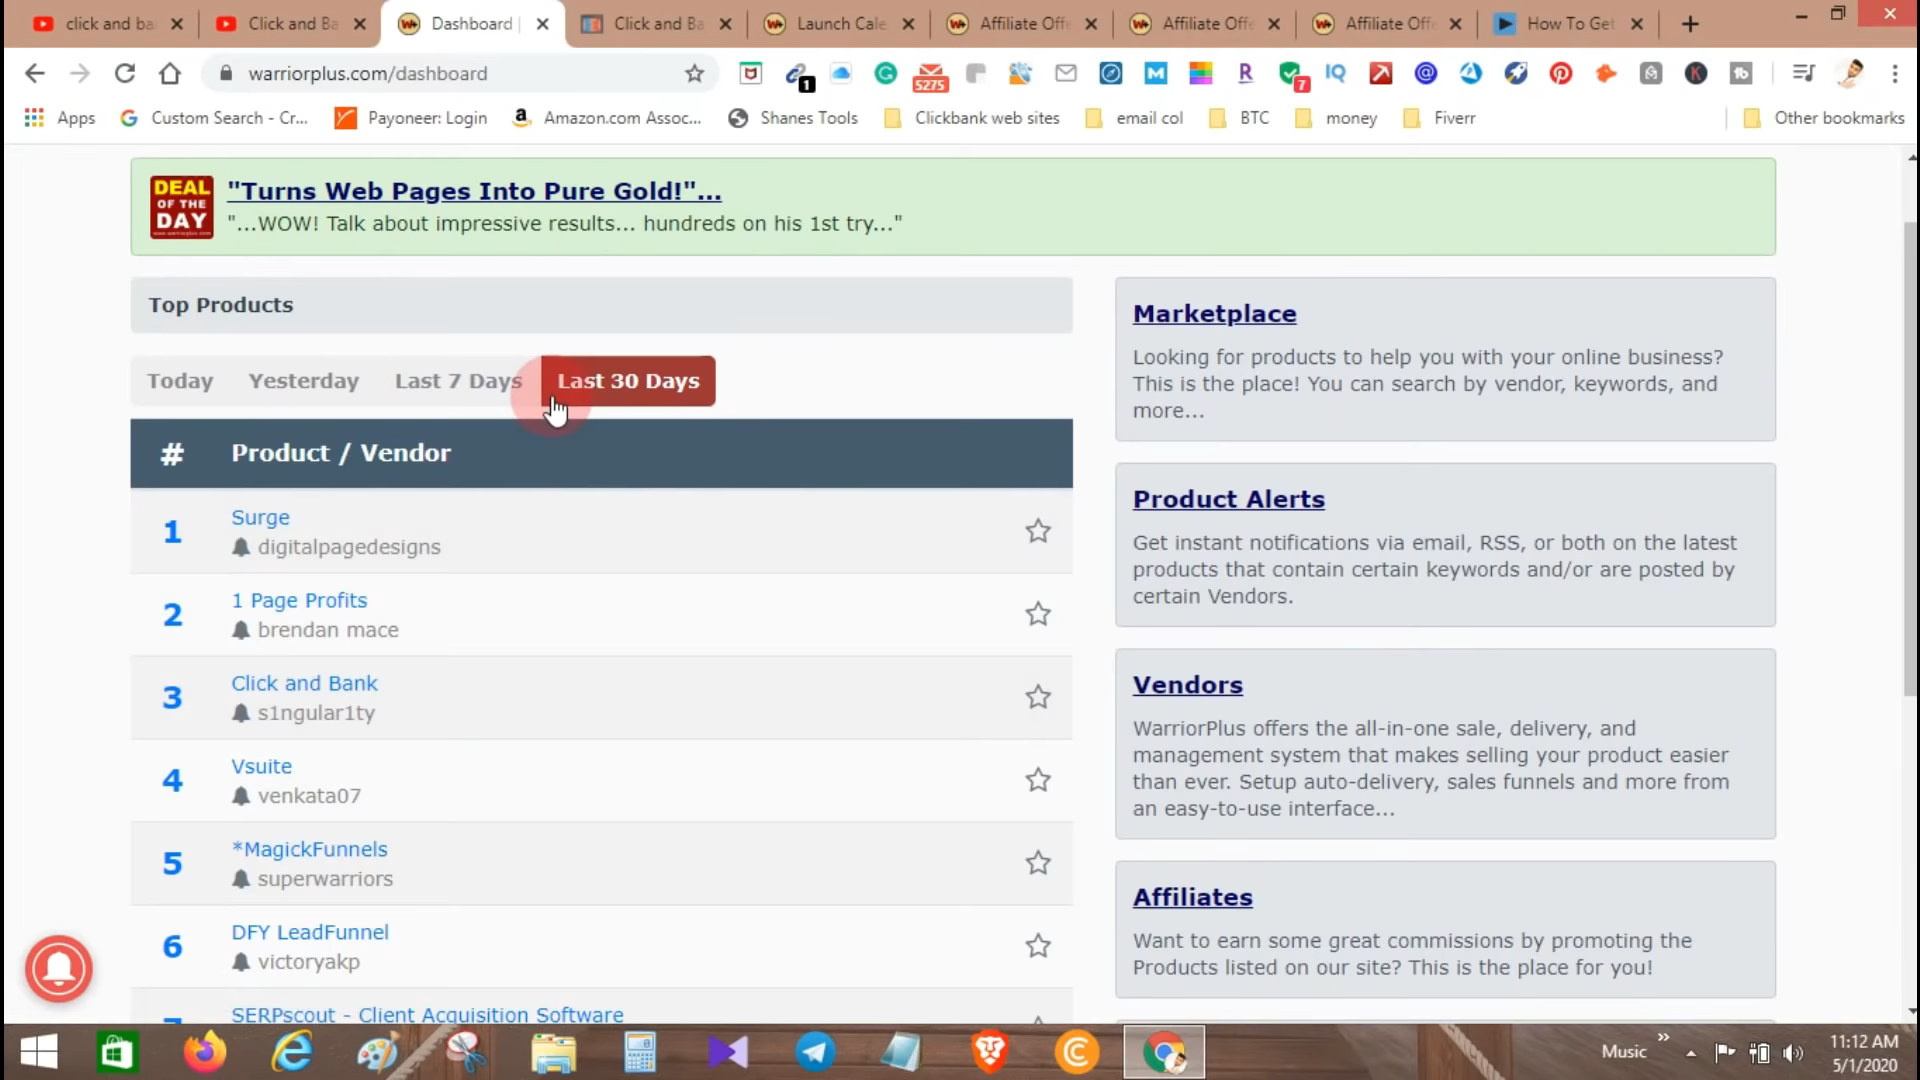 click and ba
Click and Ba
Dashboard |
Click and Ba
Launch Cale
Affiliate Off
Affiliate Offe
Affiliate Off
How To Get
warriorplus.com/dashboard
1
5275
7
Apps
Custom Search - Cr...
Payoneer: Login
Amazon.com Assoc...
Shanes Tools
Clickbank web sites
email col
BTC
money
Fiverr
Other bookmarks
DEAL
OF THE
DAY
"Turns Web Pages Into Pure Gold!"...
"...WOW! Talk about impressive results... hundreds on his 1st try..."
Top Products
Today
Yesterday
Last 7 Days
Last 30 Days
# Product / Vendor
1 Surge
digitalpagedesigns
2 1 Page Profits
brendan mace
3 Click and Bank
s1ngular1ty
4 Vsuite
venkata07
5 *MagickFunnels
superwarriors
6 DFY LeadFunnel
victoryakp
SERPscout - Client Acquisition Software
Marketplace
Looking for products to help you with your online business?
This is the place! You can search by vendor, keywords, and
more...
Product Alerts
Get instant notifications via email, RSS, or both on the latest
products that contain certain keywords and/or are posted by
certain Vendors.
Vendors
WarriorPlus offers the all-in-one sale, delivery, and
management system that makes selling your product easier
than ever. Setup auto-delivery, sales funnels and more from
an easy-to-use interface...
Affiliates
Want to earn some great commissions by promoting the
Products listed on our site? This is the place for you!
Music
11:12 AM
5/1/2020